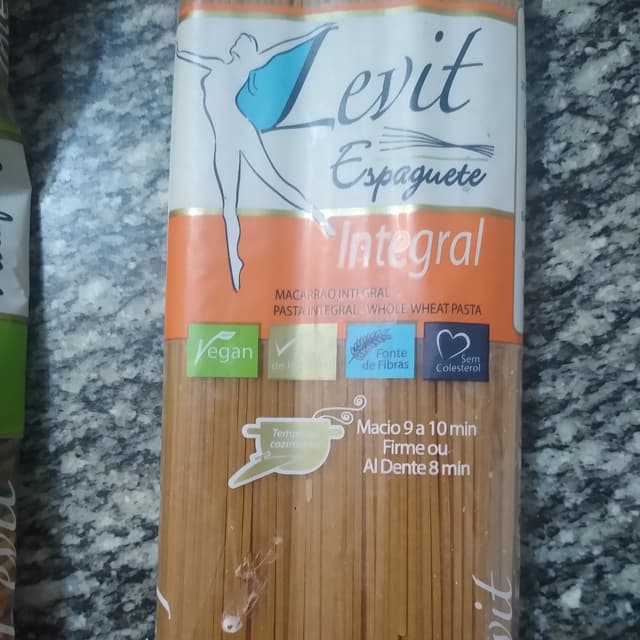 Levit
Espaguete
Integral
MACARRÃO INTEGRAL
PASTA INTEGRAL WHOLE WHEAT PASTA
Vegan
de
Fonte
de Fibras
Sem
Colesterol
Macio 9 a 10 min
Firme ou
Al Dente 8 min